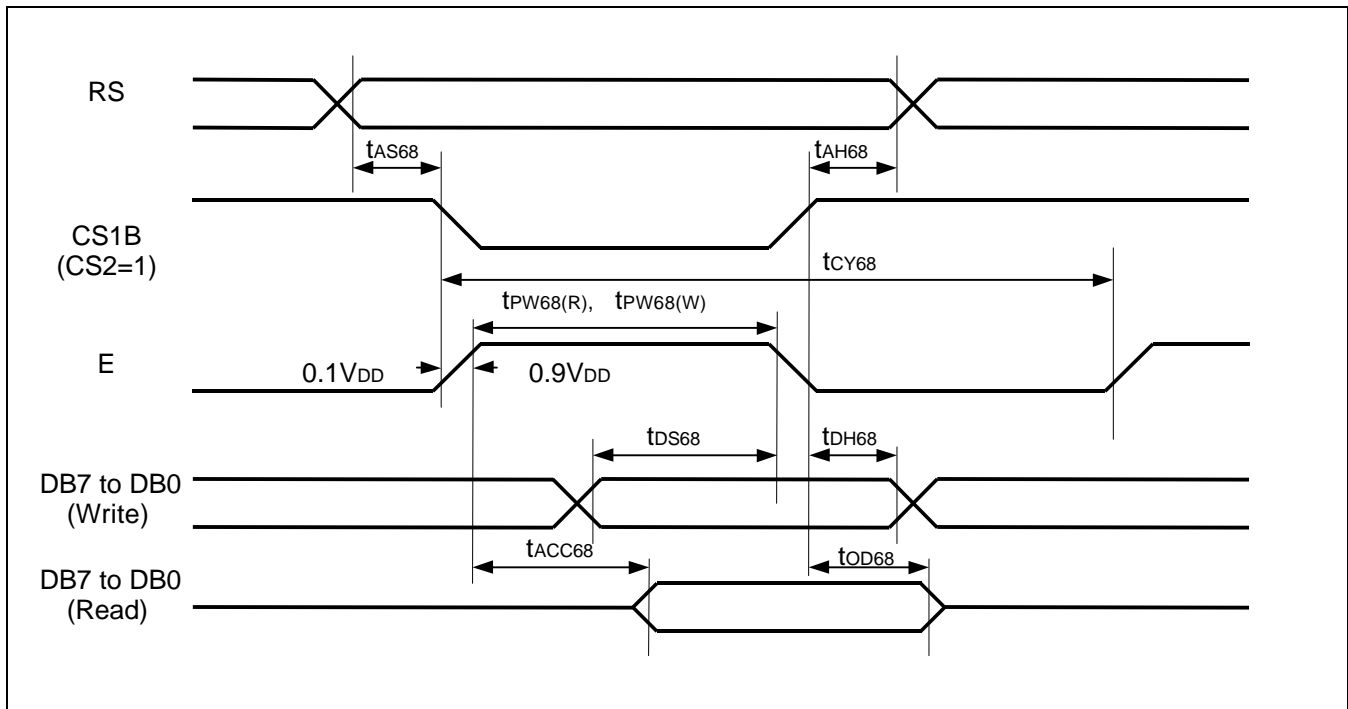 RS
tAS68
tAH68
CS1B
(CS2=1)
tCY68
tPW68(R), tPW68(W)
E
0.1VDD
0.9VDD
tDS68
tDH68
DB7 to DB0
(Write)
tACC68
tOD68
DB7 to DB0
(Read)